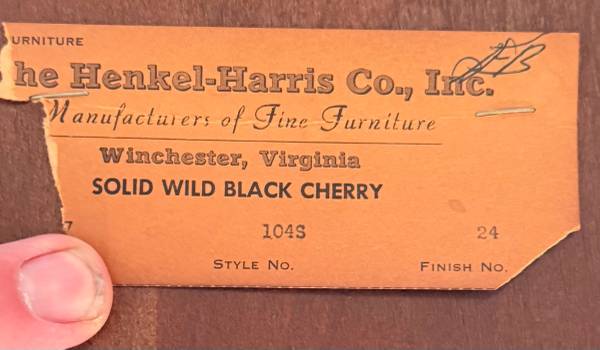 URNITURE
he Henkel-Harris Co., Inc.
Manufacturers of Fine Furniture
Winchester, Virginia
SOLID WILD BLACK CHERRY
7 104S 24
STYLE NO. FINISH NO.